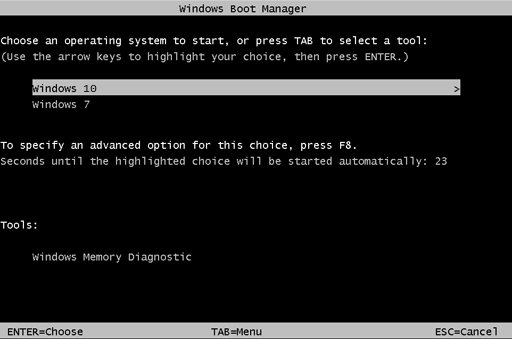 Windows Boot Manager
Choose an operating system to start, or press TAB to select a tool:
(Use the arrow keys to highlight your choice, then press ENTER.)
Windows 10 >
Windows 7
To specify an advanced option for this choice, press F8.
Seconds until the highlighted choice will be started automatically: 23
Tools:
Windows Memory Diagnostic
ENTER=Choose TAB=Menu ESC=Cancel